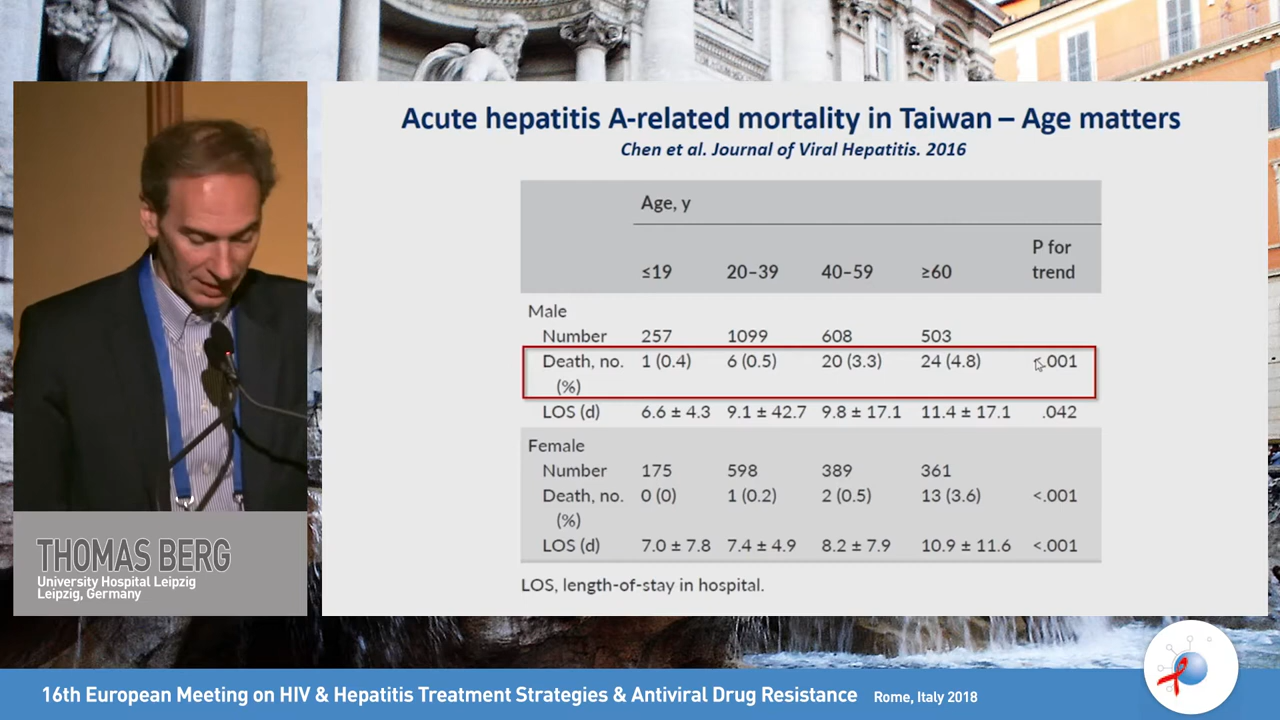 Acute hepatitis A-related mortality in Taiwan – Age matters
Chen et al. Journal of Viral Hepatitis. 2016
Age, y
≤19 20–39 40–59 ≥60 P for trend
Male
Number 257 1099 608 503
Death, no. (%) 1 (0.4) 6 (0.5) 20 (3.3) 24 (4.8) .001
LOS (d) 6.6 ± 4.3 9.1 ± 42.7 9.8 ± 17.1 11.4 ± 17.1 .042
Female
Number 175 598 389 361
Death, no. (%) 0 (0) 1 (0.2) 2 (0.5) 13 (3.6) <.001
LOS (d) 7.0 ± 7.8 7.4 ± 4.9 8.2 ± 7.9 10.9 ± 11.6 <.001
LOS, length-of-stay in hospital.
THOMAS BERG
University Hospital Leipzig
Leipzig, Germany
16th European Meeting on HIV & Hepatitis Treatment Strategies & Antiviral Drug Resistance Rome, Italy 2018